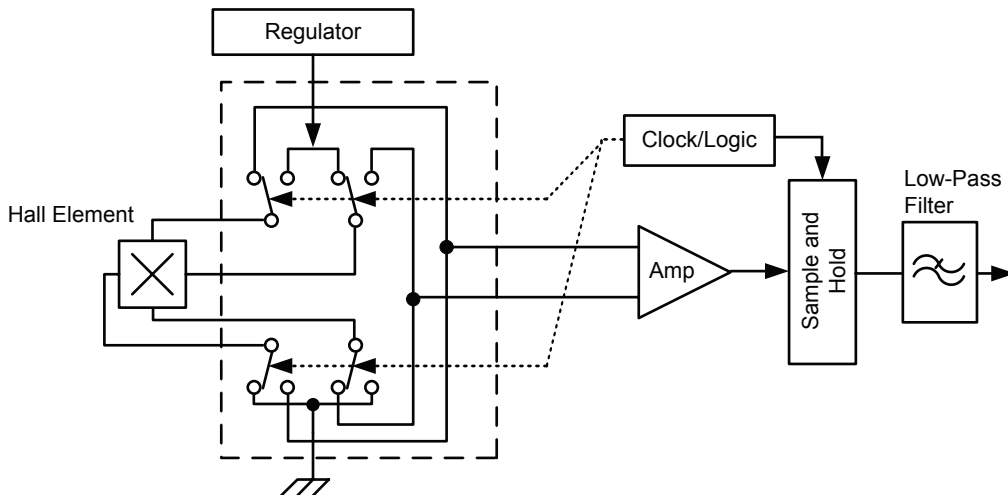 Regulator
Clock/Logic
Low-Pass
Filter
Hall Element
Amp
Sample and
Hold